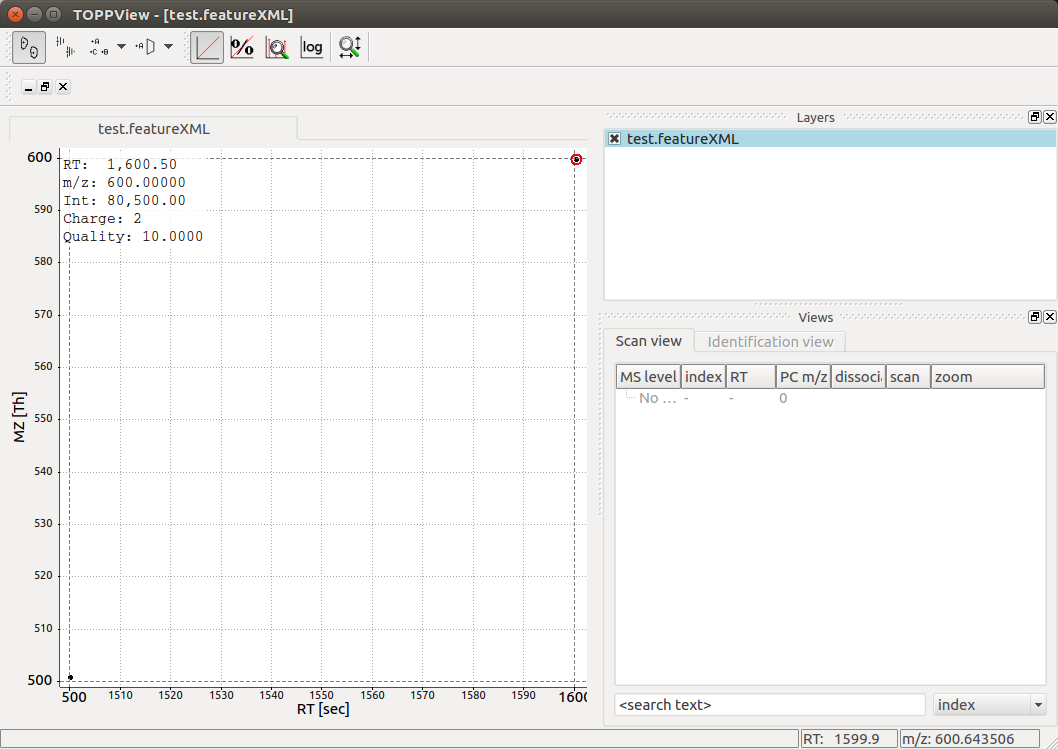 TOPPView - [test.featureXML]
log
test.featureXML
600
590
580
570
560
550
540
530
520
510
500
MZ [Th]
RT: 1,600.50
m/z: 600.00000
Int: 80,500.00
Charge: 2
Quality: 10.0000
500 1510 1520 1530 1540 1550 1560 1570 1580 1590 1600
RT [sec]
Layers
test.featureXML
Views
Scan view Identification view
MS level index RT PC m/z dissoci scan zoom
No ... - - 0
<search text> index
RT: 1599.9 m/z: 600.643506